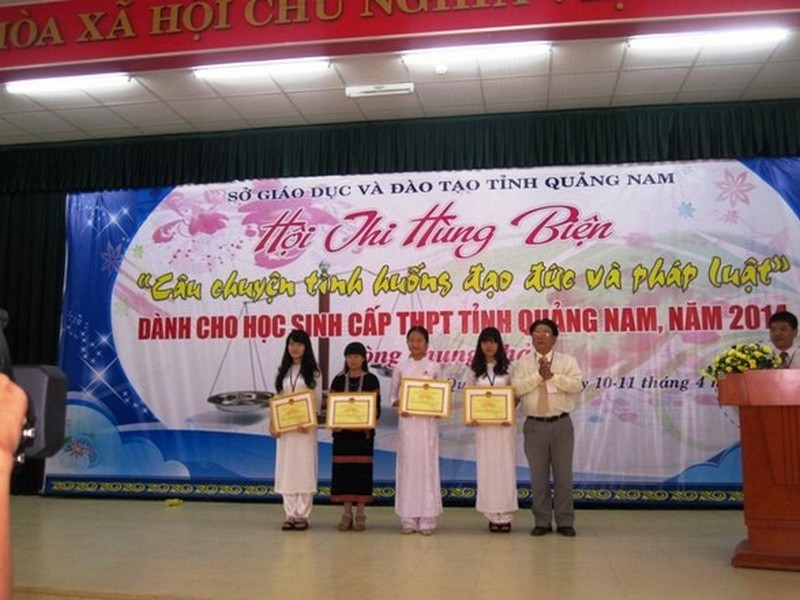 HÒA XÃ HỘI CHỦ NGHĨA
SỞ GIÁO DỤC VÀ ĐÀO TẠO TỈNH QUẢNG NAM
Hội Thi Hùng Biện
"Câu chuyện tình huống đạo đức và pháp luật"
DÀNH CHO HỌC SINH CẤP THPT TỈNH QUẢNG NAM, NĂM 2014
10-11 tháng 4